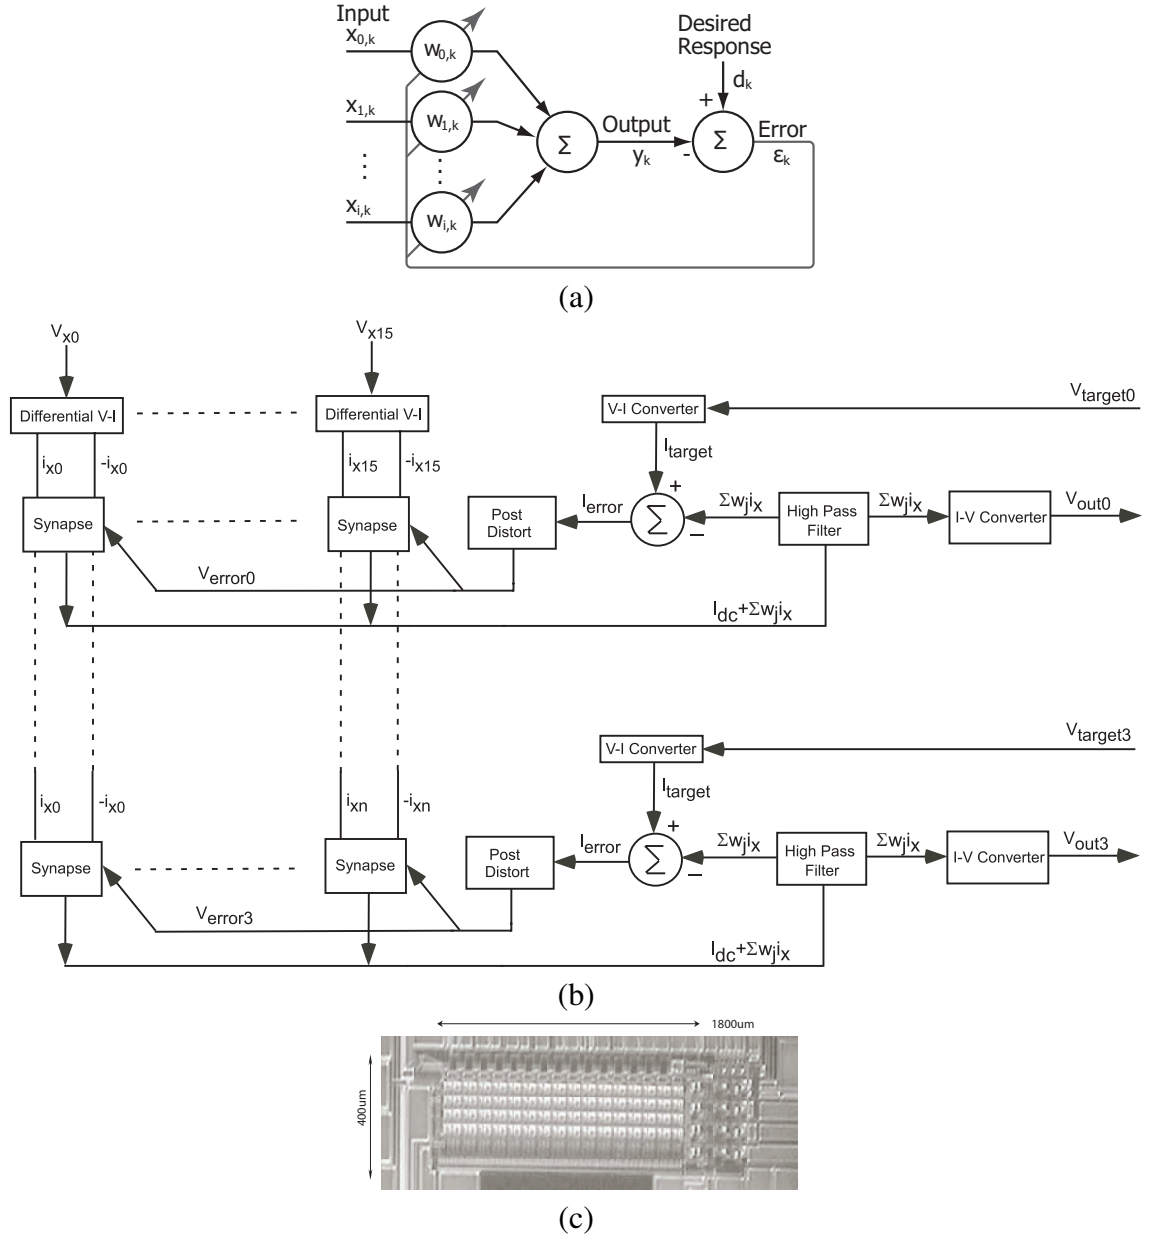 Input
x0,k
w0,k
x1,k
w1,k
xi,k
wi,k
Σ
Output
yk
Desired
Response
dk
+
-
Σ
Error
εk
(a)
Vx0
Vx15
Differential V-I
Differential V-I
V-I Converter
Vtarget0
ix0
-ix0
ix15
-ix15
Itarget
Synapse
Synapse
Post
Distort
Ierror
+
Σ
−
Σwjix
High Pass
Filter
Σwjix
I-V Converter
Vout0
Verror0
Idc+Σwjix
V-I Converter
Vtarget3
ix0
-ix0
ixn
-ixn
Itarget
Synapse
Synapse
Post
Distort
Ierror
+
Σ
−
Σwjix
High Pass
Filter
Σwjix
I-V Converter
Vout3
Verror3
Idc+Σwjix
(b)
1800um
400um
(c)